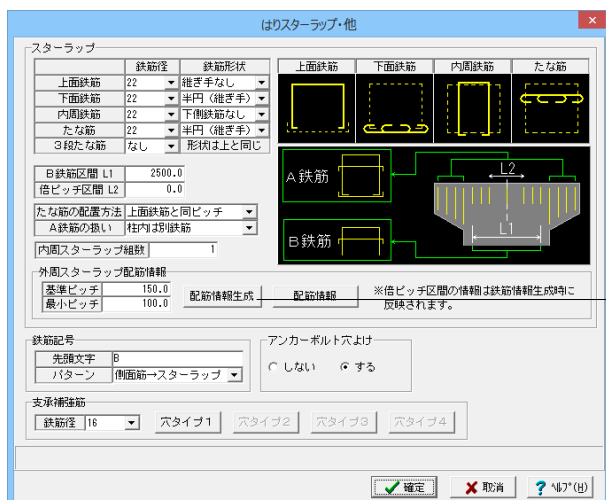 はりスターラップ・他
スターラップ
鉄筋径 鉄筋形状
上面鉄筋 22 継ぎ手なし
下面鉄筋 22 半円（継ぎ手）
内周鉄筋 22 下側鉄筋なし
たな筋 22 半円（継ぎ手）
３段たな筋 なし 形状は上と同じ
上面鉄筋 下面鉄筋 内周鉄筋 たな筋
B鉄筋区間 L1 2500.0
倍ピッチ区間 L2 0.0
たな筋の配置方法 上面鉄筋と同ピッチ
A鉄筋の扱い 柱内は別鉄筋
内周スターラップ組数 1
A鉄筋
B鉄筋
L2
L1
外周スターラップ配筋情報
基準ピッチ 150.0
最小ピッチ 100.0
配筋情報生成 配筋情報
※倍ピッチ区間の情報は鉄筋情報生成時に
反映されます。
鉄筋記号
先頭文字 B
パターン 側面筋→スターラップ
アンカーボルト穴よけ
しない する
支承補強筋
鉄筋径 16 穴タイプ1 穴タイプ2 穴タイプ3 穴タイプ4
確定 取消 ヘルプ(H)